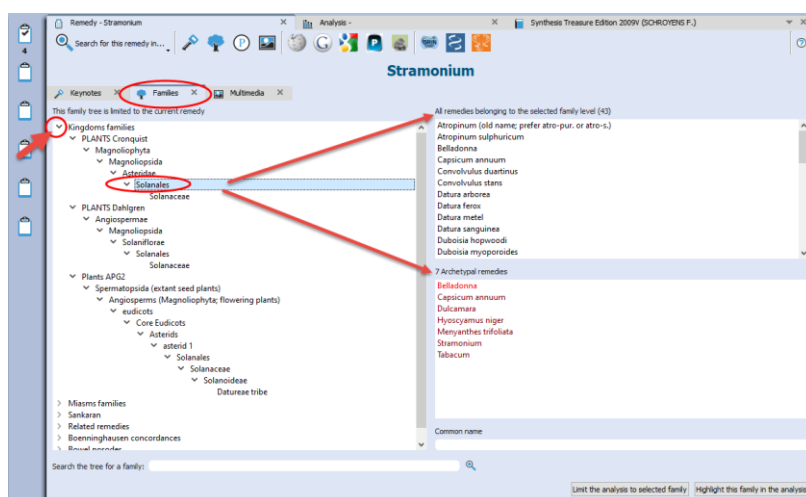 Remedy - Stramonium
Analysis -
Synthesis Treasure Edition 2009V (SCHROYENS F.)
4
Search for this remedy in...
Stramonium
Keynotes
Families
Multimedia
This family tree is limited to the current remedy
Kingdoms families
PLANTS Cronquist
Magnoliophyta
Magnoliopsida
Asteridae
Solanales
Solanaceae
PLANTS Dahlgren
Angiospermae
Magnoliopsida
Solaniflorae
Solanales
Solanaceae
Plants APG2
Spermatopsida (extant seed plants)
Angiosperms (Magnoliophyta; flowering plants)
eudicots
Core Eudicots
Asterids
asterid 1
Solanales
Solanaceae
Solanoideae
Datureae tribe
Miasms families
Sankaran
Related remedies
Boenninghausen concordances
Bowel nosodes
Search the tree for a family:
All remedies belonging to the selected family level (43)
Atropinum (old name; prefer atro-pur. or atro-s.)
Atropinum sulphuricum
Belladonna
Capsicum annuum
Convolvulus duartinus
Convolvulus stans
Datura arborea
Datura ferox
Datura metel
Datura sanguinea
Duboisia hopwoodi
Duboisia myoporoides
7 Archetypal remedies
Belladonna
Capsicum annuum
Dulcamara
Hyoscyamus niger
Menyanthes trifoliata
Stramonium
Tabacum
Common name
Limit the analysis to selected family
Highlight this family in the analysis